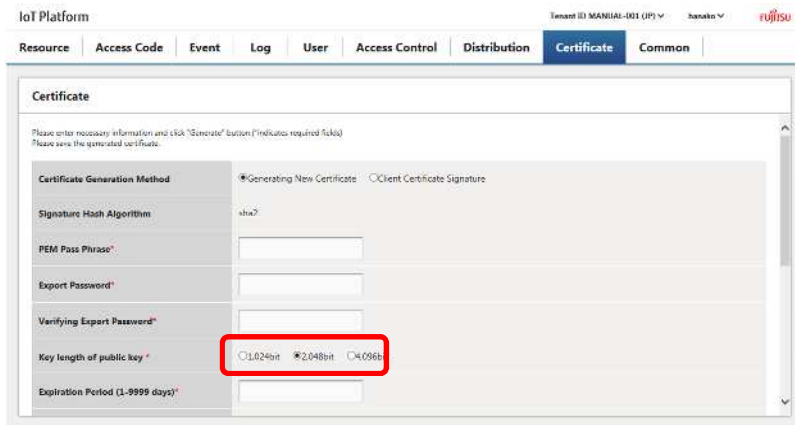 IoT Platform Tenant ID MANUAL-001 (JP) hanako FUJITSU
Resource Access Code Event Log User Access Control Distribution Certificate Common
Certificate
Please enter necessary information and click "Generate" button (*indicates required fields)
Please save the generated certificate.
Certificate Generation Method Generating New Certificate Client Certificate Signature
Signature Hash Algorithm sha2
PEM Pass Phrase*
Export Password*
Verifying Export Password*
Key length of public key * 1,024bit 2,048bit 4,096bi
Expiration Period (1-9999 days)*